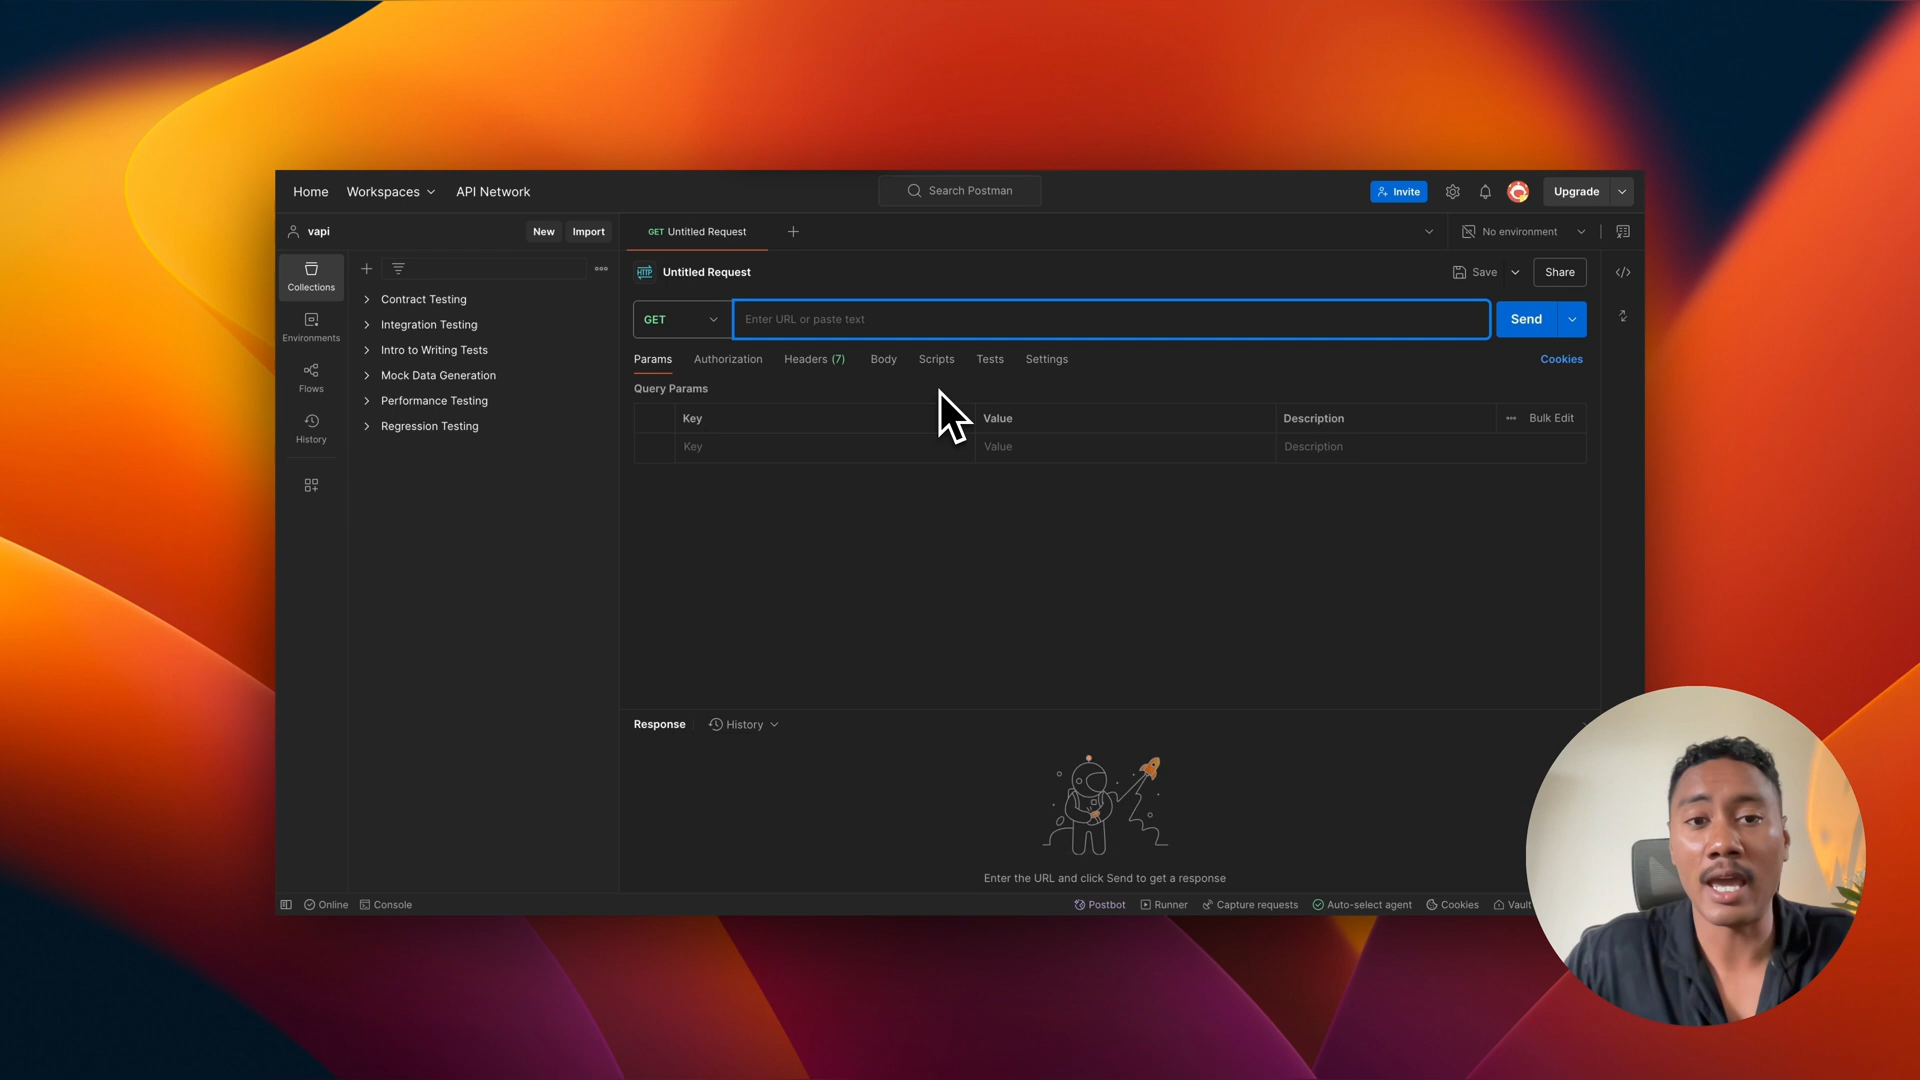 Home Workspaces API Network Search Postman Invite Upgrade
vapi New Import GET Untitled Request No environment
Collections
Environments
Flows
History
Contract Testing
Integration Testing
Intro to Writing Tests
Mock Data Generation
Performance Testing
Regression Testing
HTTP Untitled Request Save Share
GET Enter URL or paste text Send
Params Authorization Headers (7) Body Scripts Tests Settings Cookies
Query Params
Key Value Description Bulk Edit
Key Value Description
Response History
Enter the URL and click Send to get a response
Online Console Postbot Runner Capture requests Auto-select agent Cookies Vault